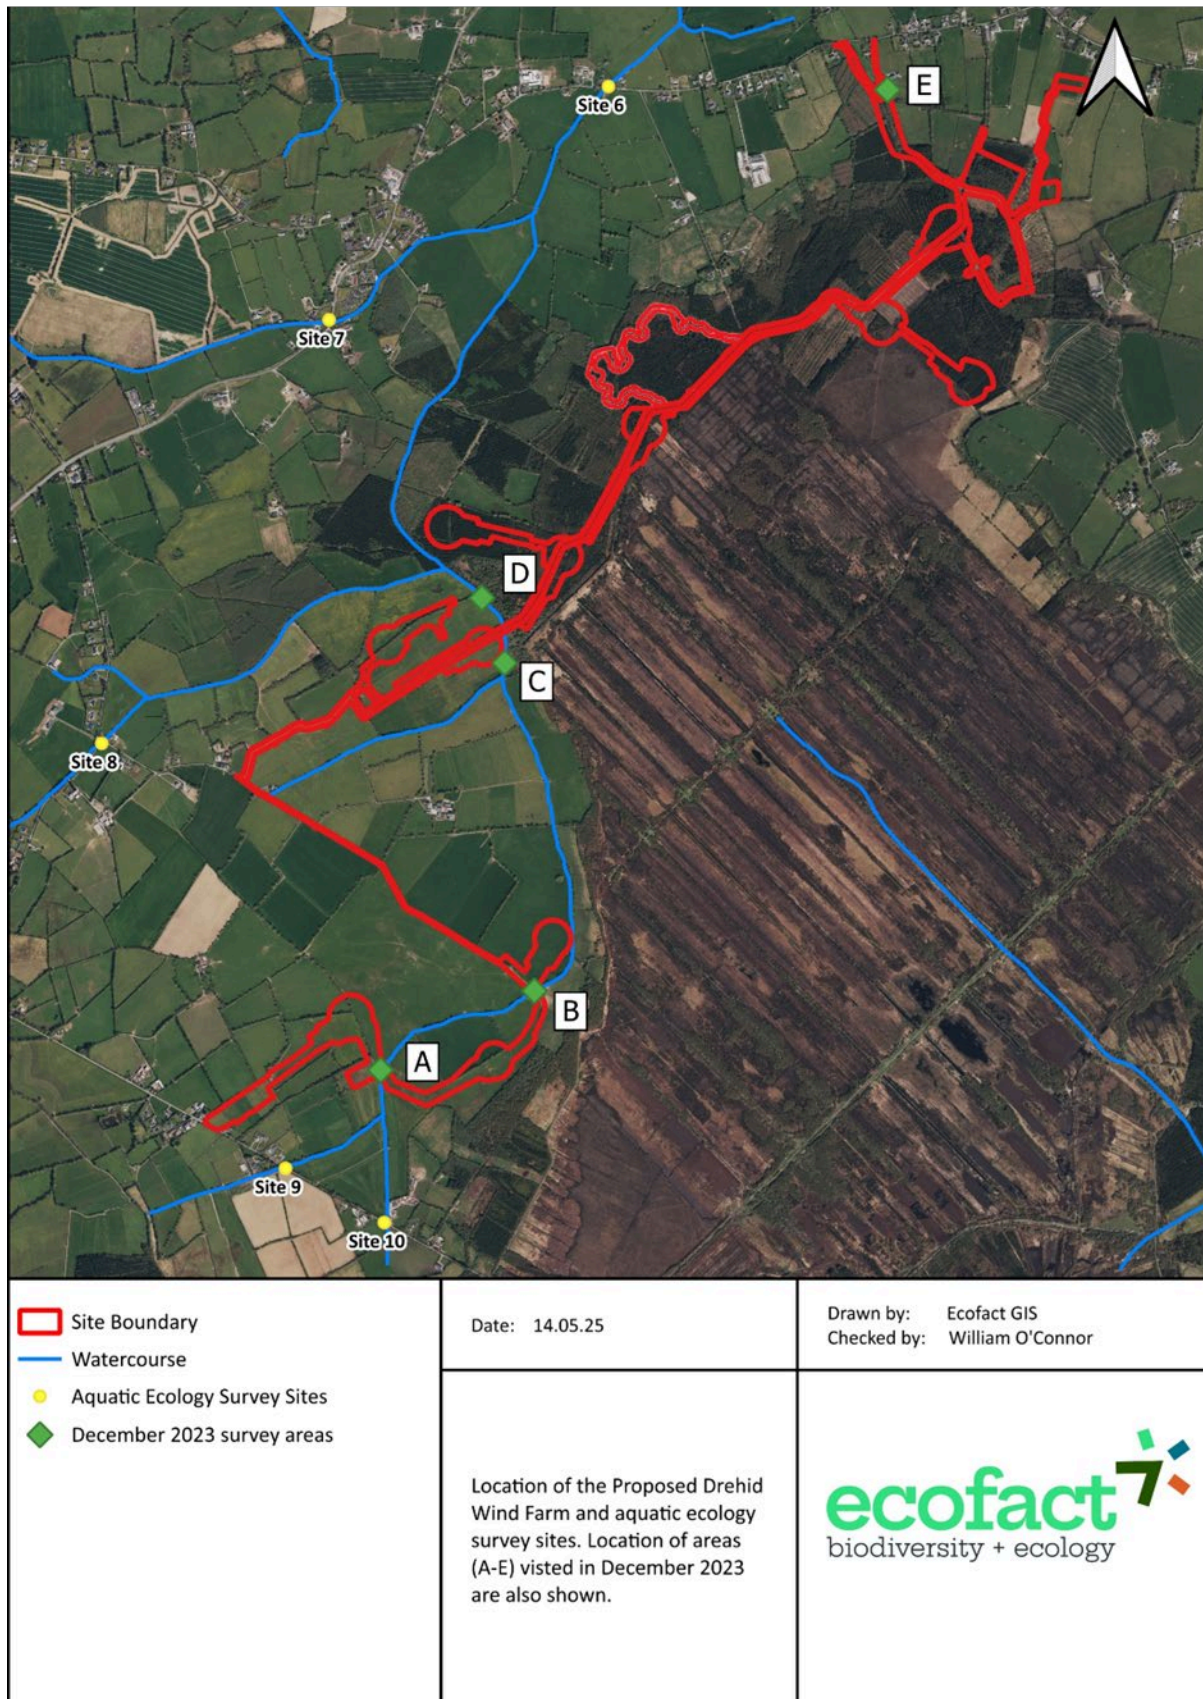 Site 6
E
Site 7
D
C
Site 8
B
A
Site 9
Site 10
Site Boundary
Watercourse
Aquatic Ecology Survey Sites
December 2023 survey areas
Date: 14.05.25
Drawn by: Ecofact GIS
Checked by: William O'Connor
Location of the Proposed Drehid
Wind Farm and aquatic ecology
survey sites. Location of areas
(A-E) visted in December 2023
are also shown.
ecofact
biodiversity + ecology